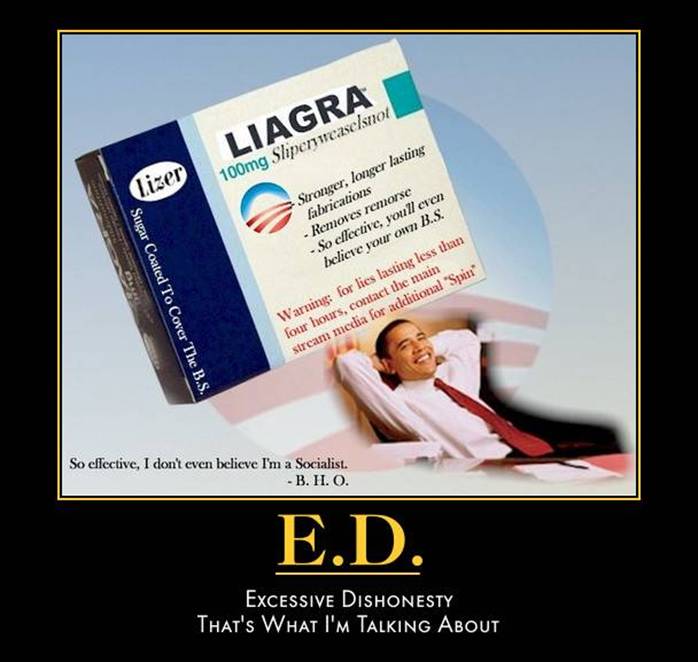 LIAGRA
100mg Sliperyweaselsnot
Lizer
Sugar Coated To Cover The B.S.
- Stronger, longer lasting
fabrications
- Removes remorse
- So effective, you'll even
believe your own B.S.
Warning: for lies lasting less than
four hours, contact the main
stream media for additional "Spin"
So effective, I don't even believe I'm a Socialist.
- B. H. O.
E.D.
Excessive Dishonesty
That's What I'm Talking About